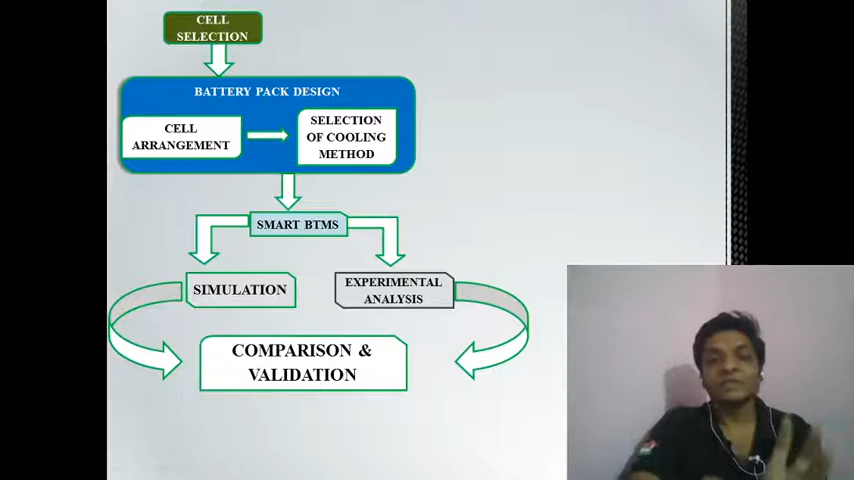 CELL
SELECTION
BATTERY PACK DESIGN
CELL
ARRANGEMENT
SELECTION
OF COOLING
METHOD
SMART BTMS
SIMULATION
EXPERIMENTAL
ANALYSIS
COMPARISON &
VALIDATION